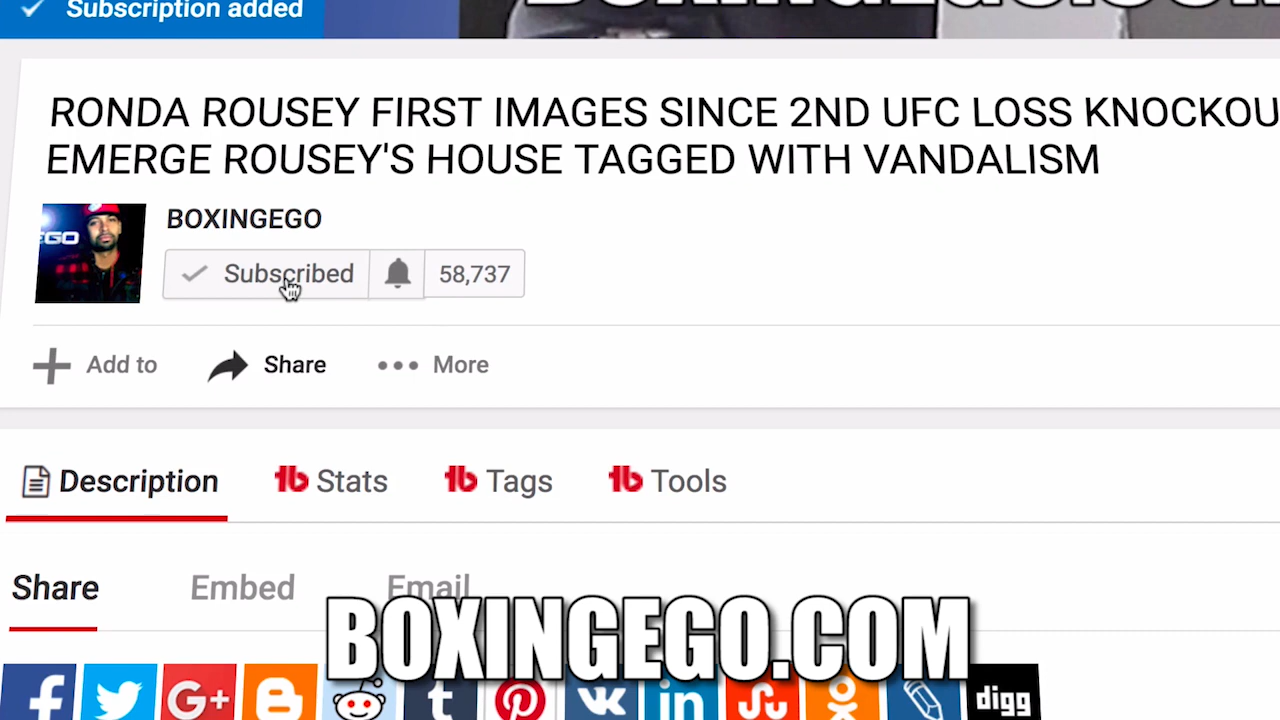 Subscription added
RONDA ROUSEY FIRST IMAGES SINCE 2ND UFC LOSS KNOCKOU
EMERGE ROUSEY'S HOUSE TAGGED WITH VANDALISM
EGO
BOXINGEGO
Subscribed 58,737
Add to Share More
Description Stats Tags Tools
Share Embed Email
BOXINGEGO.COM
digg